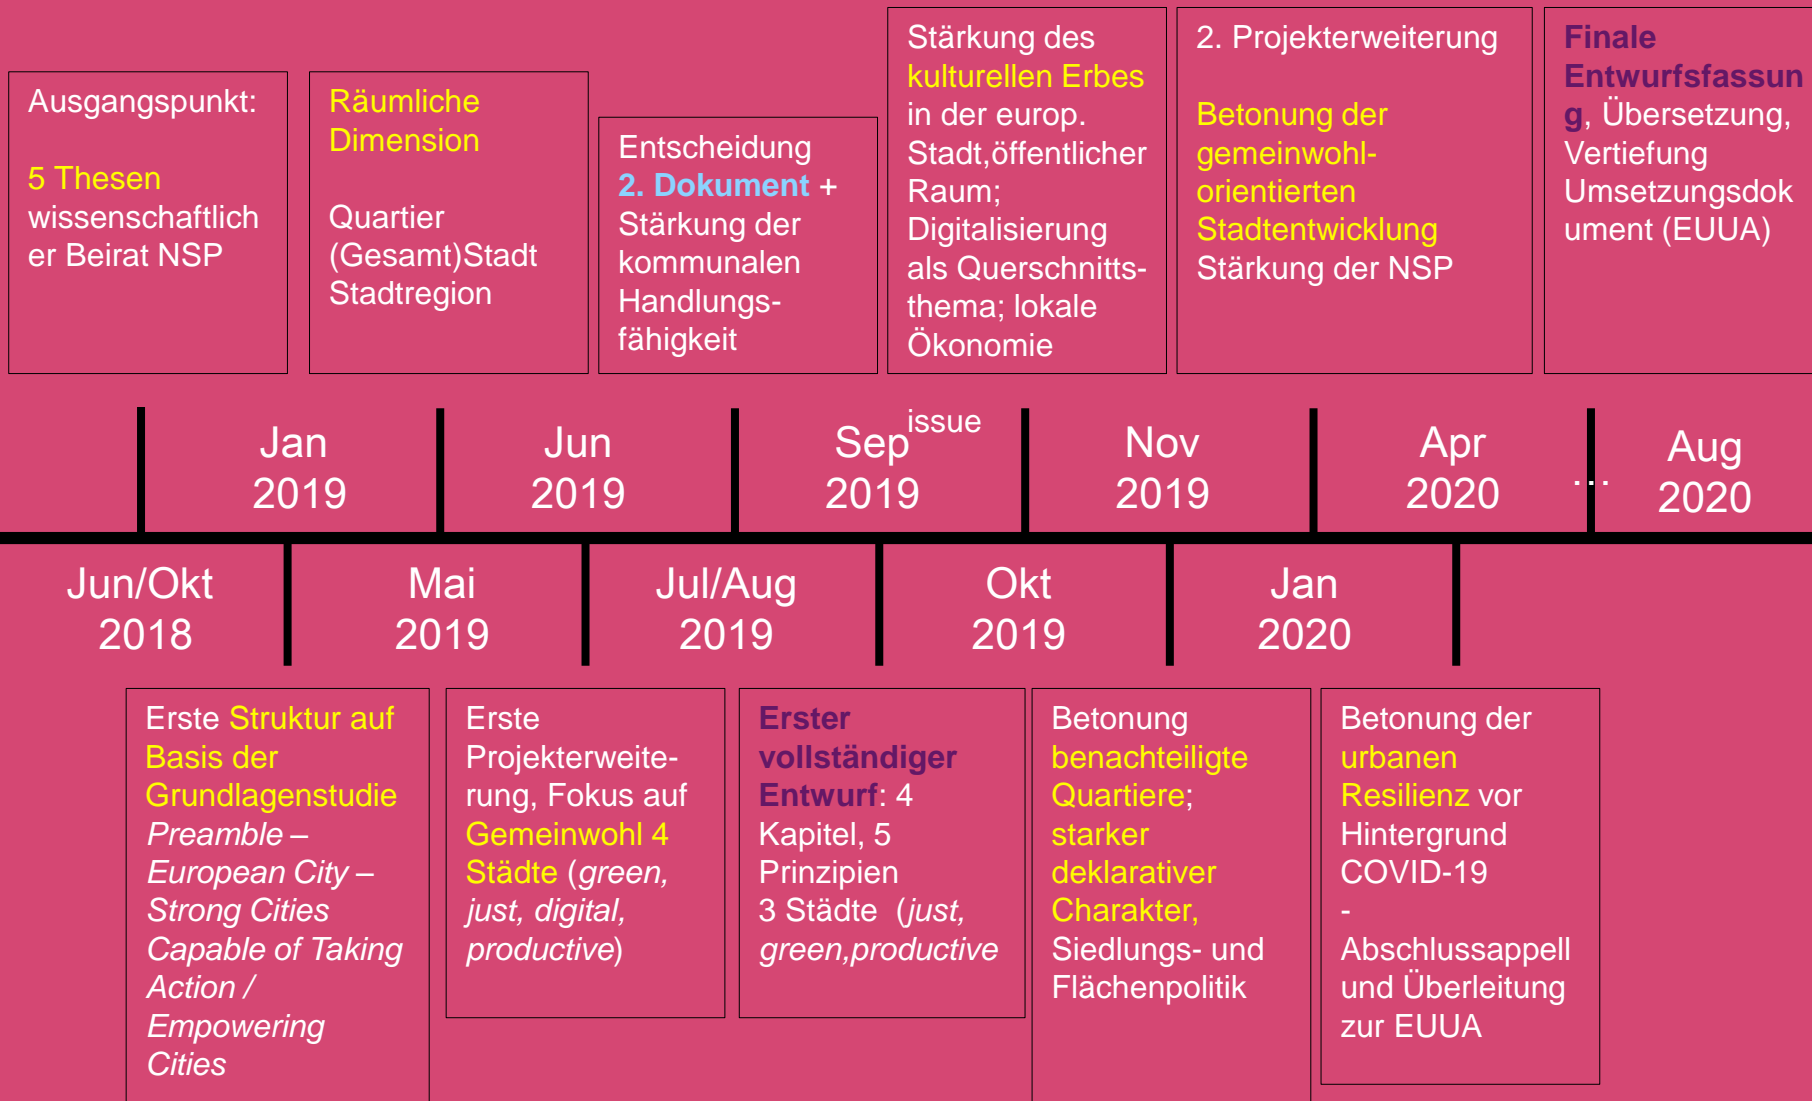 Ausgangspunkt:
5 Thesen
wissenschaftlich
er Beirat NSP
Räumliche
Dimension
Quartier
(Gesamt)Stadt
Stadtregion
Entscheidung
2. Dokument +
Stärkung der
kommunalen
Handlungs-
fähigkeit
Stärkung des
kulturellen Erbes
in der europ.
Stadt,öffentlicher
Raum;
Digitalisierung
als Querschnitts-
thema; lokale
Ökonomie
issue
2. Projekterweiterung
Betonung der
gemeinwohl-
orientierten
Stadtentwicklung
Stärkung der NSP
Finale
Entwurfsfassun
g, Übersetzung,
Vertiefung
Umsetzungsdok
ument (EUUA)
Jan
2019
Jun
2019
Sep
2019
Nov
2019
Apr
2020
...
Aug
2020
Jun/Okt
2018
Mai
2019
Jul/Aug
2019
Okt
2019
Jan
2020
Erste Struktur auf
Basis der
Grundlagenstudie
Preamble –
European City –
Strong Cities
Capable of Taking
Action /
Empowering
Cities
Erste
Projekterweite-
rung, Fokus auf
Gemeinwohl 4
Städte (green,
just, digital,
productive)
Erster
vollständiger
Entwurf: 4
Kapitel, 5
Prinzipien
3 Städte (just,
green,productive
Betonung
benachteiligte
Quartiere;
starker
deklarativer
Charakter,
Siedlungs- und
Flächenpolitik
Betonung der
urbanen
Resilienz vor
Hintergrund
COVID-19
-
Abschlussappell
und Überleitung
zur EUUA